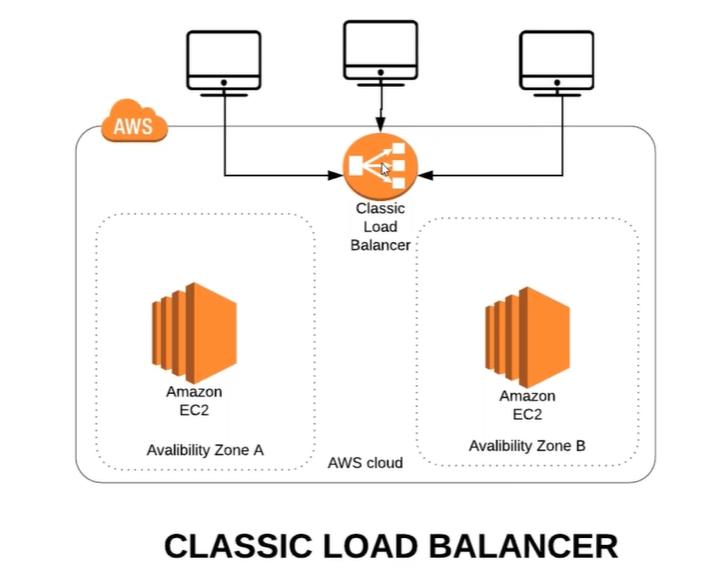 AWS
Classic
Load
Balancer
Amazon
EC2
Avalibility Zone A
Amazon
EC2
Avalibility Zone B
AWS cloud
CLASSIC LOAD BALANCER